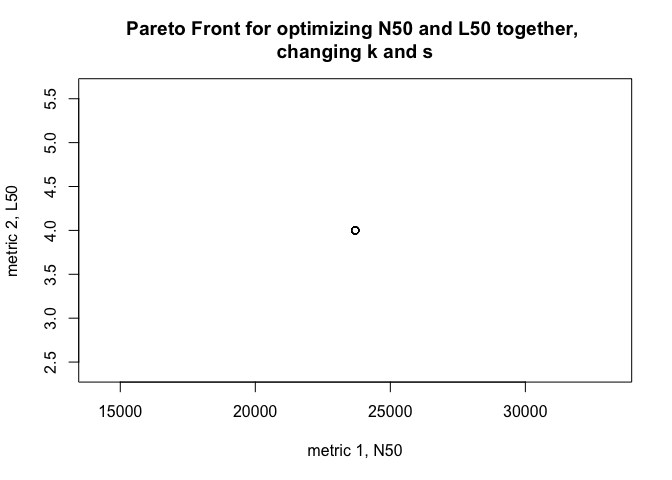 Pareto Front for optimizing N50 and L50 together,
changing k and s
5.5
5.0
4.5
4.0
3.5
3.0
2.5
metric 2, L50
15000 20000 25000 30000
metric 1, N50